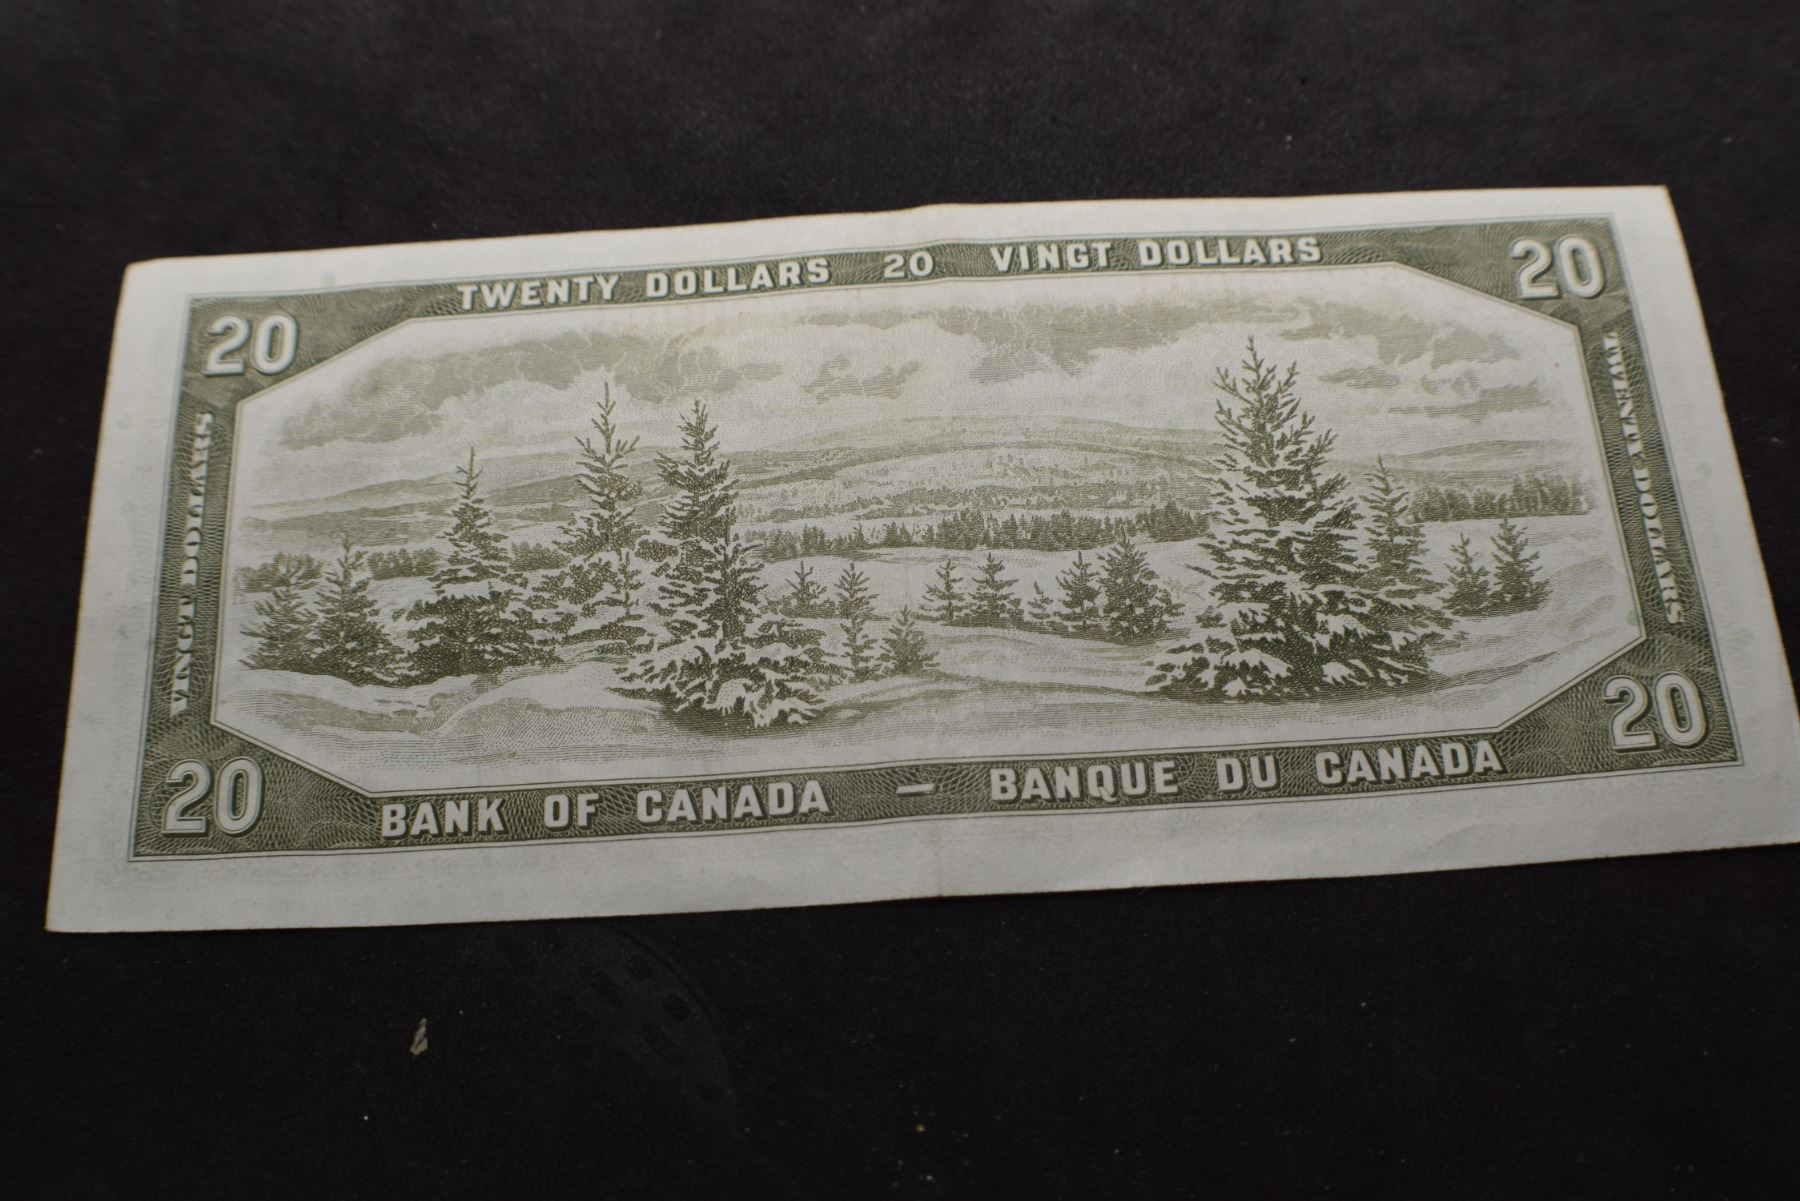 TWENTY DOLLARS 20 VINGT DOLLARS
20
20
VINGT DOLLARS
TWENTY DOLLARS
20
20
BANK OF CANADA — BANQUE DU CANADA